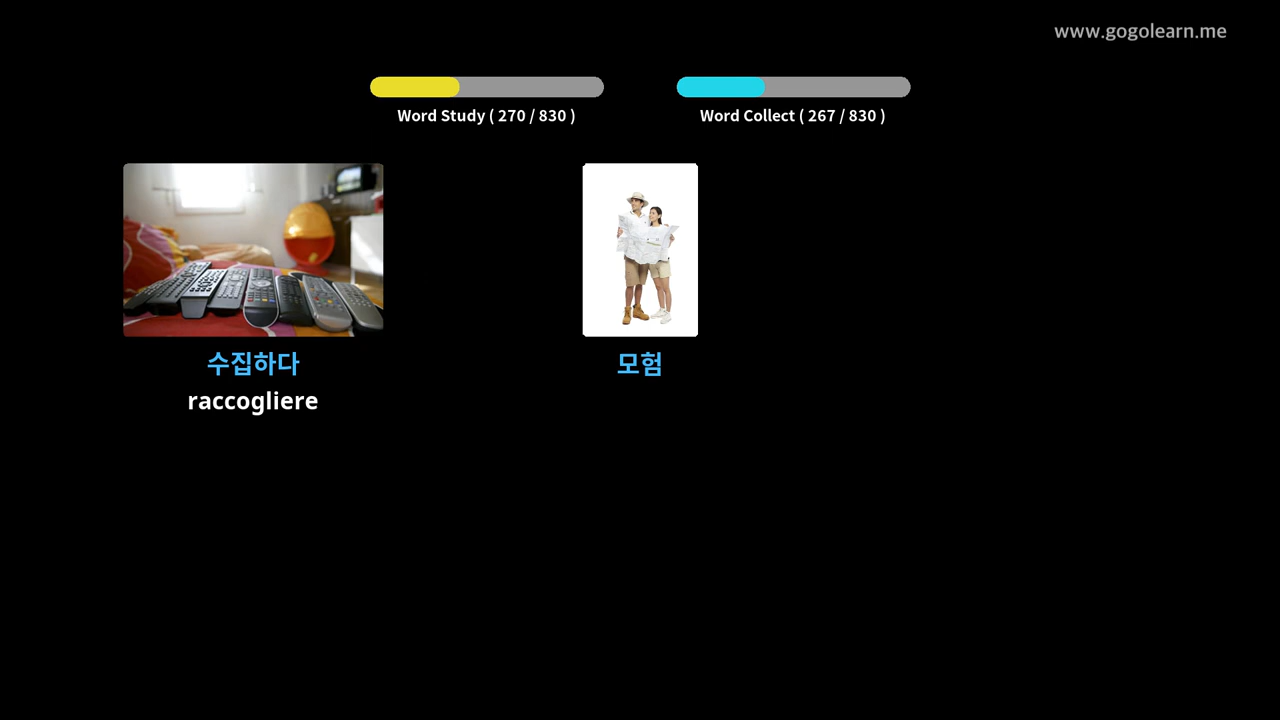 www.gogolearn.me
Word Study ( 270 / 830 )
Word Collect ( 267 / 830 )
수집하다
raccogliere
모험